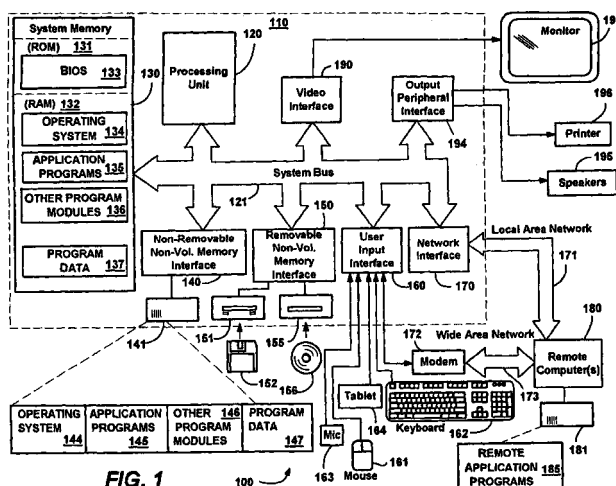 System Memory
(ROM) 131
BIOS 133
(RAM) 132
OPERATING SYSTEM 134
APPLICATION PROGRAMS 135
OTHER PROGRAM MODULES 136
PROGRAM DATA 137
130
120
Processing Unit
110
190
Video Interface
Output Peripheral Interface
194
Monitor
19
196
Printer
195
Speakers
System Bus
121
Non-Removable Non-Vol. Memory Interface
140
150
Removable Non-Vol. Memory Interface
User Input Interface
160
Network Interface
170
Local Area Network
171
141
151
152
155
156
172
Modem
Wide Area Network
173
180
Remote Computer(s)
181
Tablet
164
Keyboard
162
Mic
163
Mouse
161
OPERATING SYSTEM 144
APPLICATION PROGRAMS 145
OTHER PROGRAM MODULES 146
PROGRAM DATA 147
REMOTE APPLICATION PROGRAMS 185
FIG. 1
100